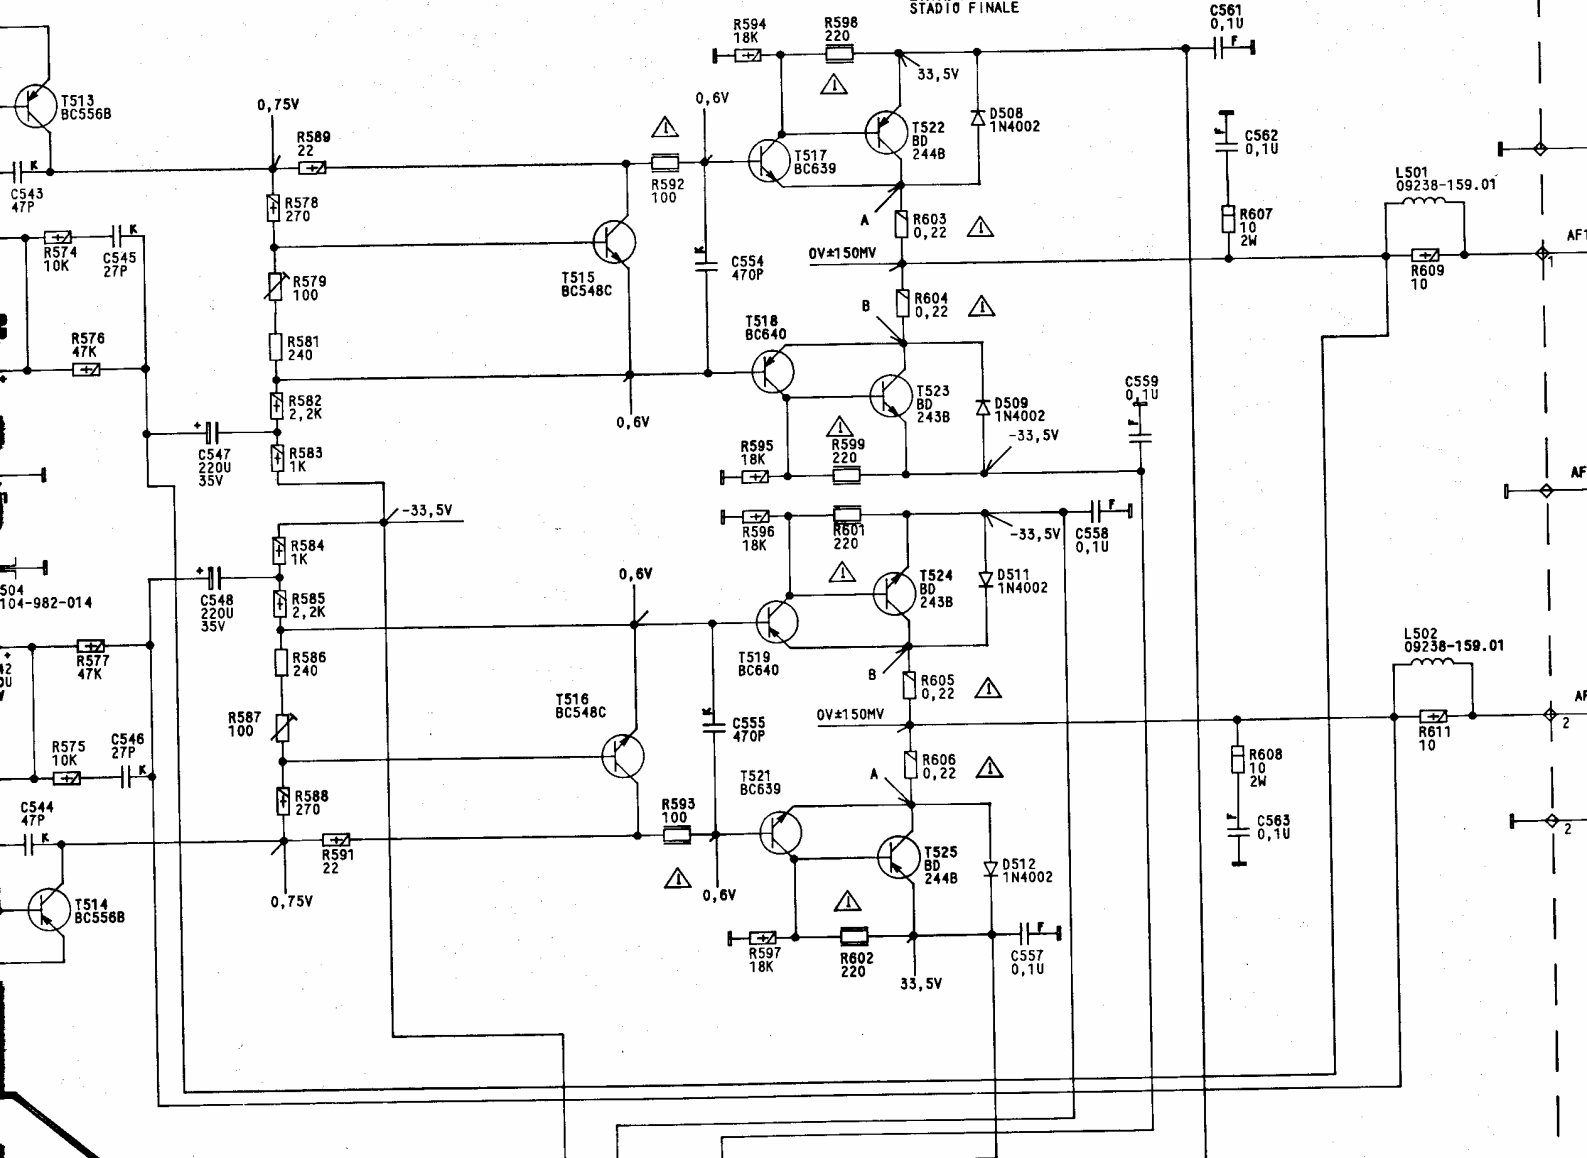 STADIO FINALE
C561
0,1U
F
R594
18K
R598
220
33,5V
T513
BC556B
0,75V
0,6V
D508
1N4002
T522
BD
244B
F
C562
0,1U
R589
22
T517
BC639
K
C543
47P
R592
100
L501
09238-159.01
R578
270
A
R603
0,22
R607
10
2W
K
R574
10K
C545
27P
0V±150MV
AF1
1
K
C554
470P
R609
10
T515
BC548C
R579
100
B
R604
0,22
T518
BC640
R576
47K
R581
240
C559
0,1U
F
T523
BD
243B
R582
2,2K
D509
1N4002
0,6V
-33,5V
+
C547
220U
35V
R583
1K
R595
18K
R599
220
AF
-33,5V
R596
18K
R601
220
-33,5V
F
C558
0,1U
R584
1K
504
104-982-014
+
C548
220U
35V
R585
2,2K
0,6V
T524
BD
243B
D511
1N4002
T519
BC640
L502
09238-159.01
R577
47K
R586
240
B
R605
0,22
T516
BC548C
R587
100
K
C555
470P
0V±150MV
AF
2
R611
10
R575
10K
C546
27P
K
R606
0,22
A
R608
10
2W
T521
BC639
R588
270
C544
47P
K
R593
100
F
C563
0,1U
2
R591
22
T525
BD
244B
D512
1N4002
0,75V
0,6V
T514
BC556B
R597
18K
R602
220
F
C557
0,1U
33,5V